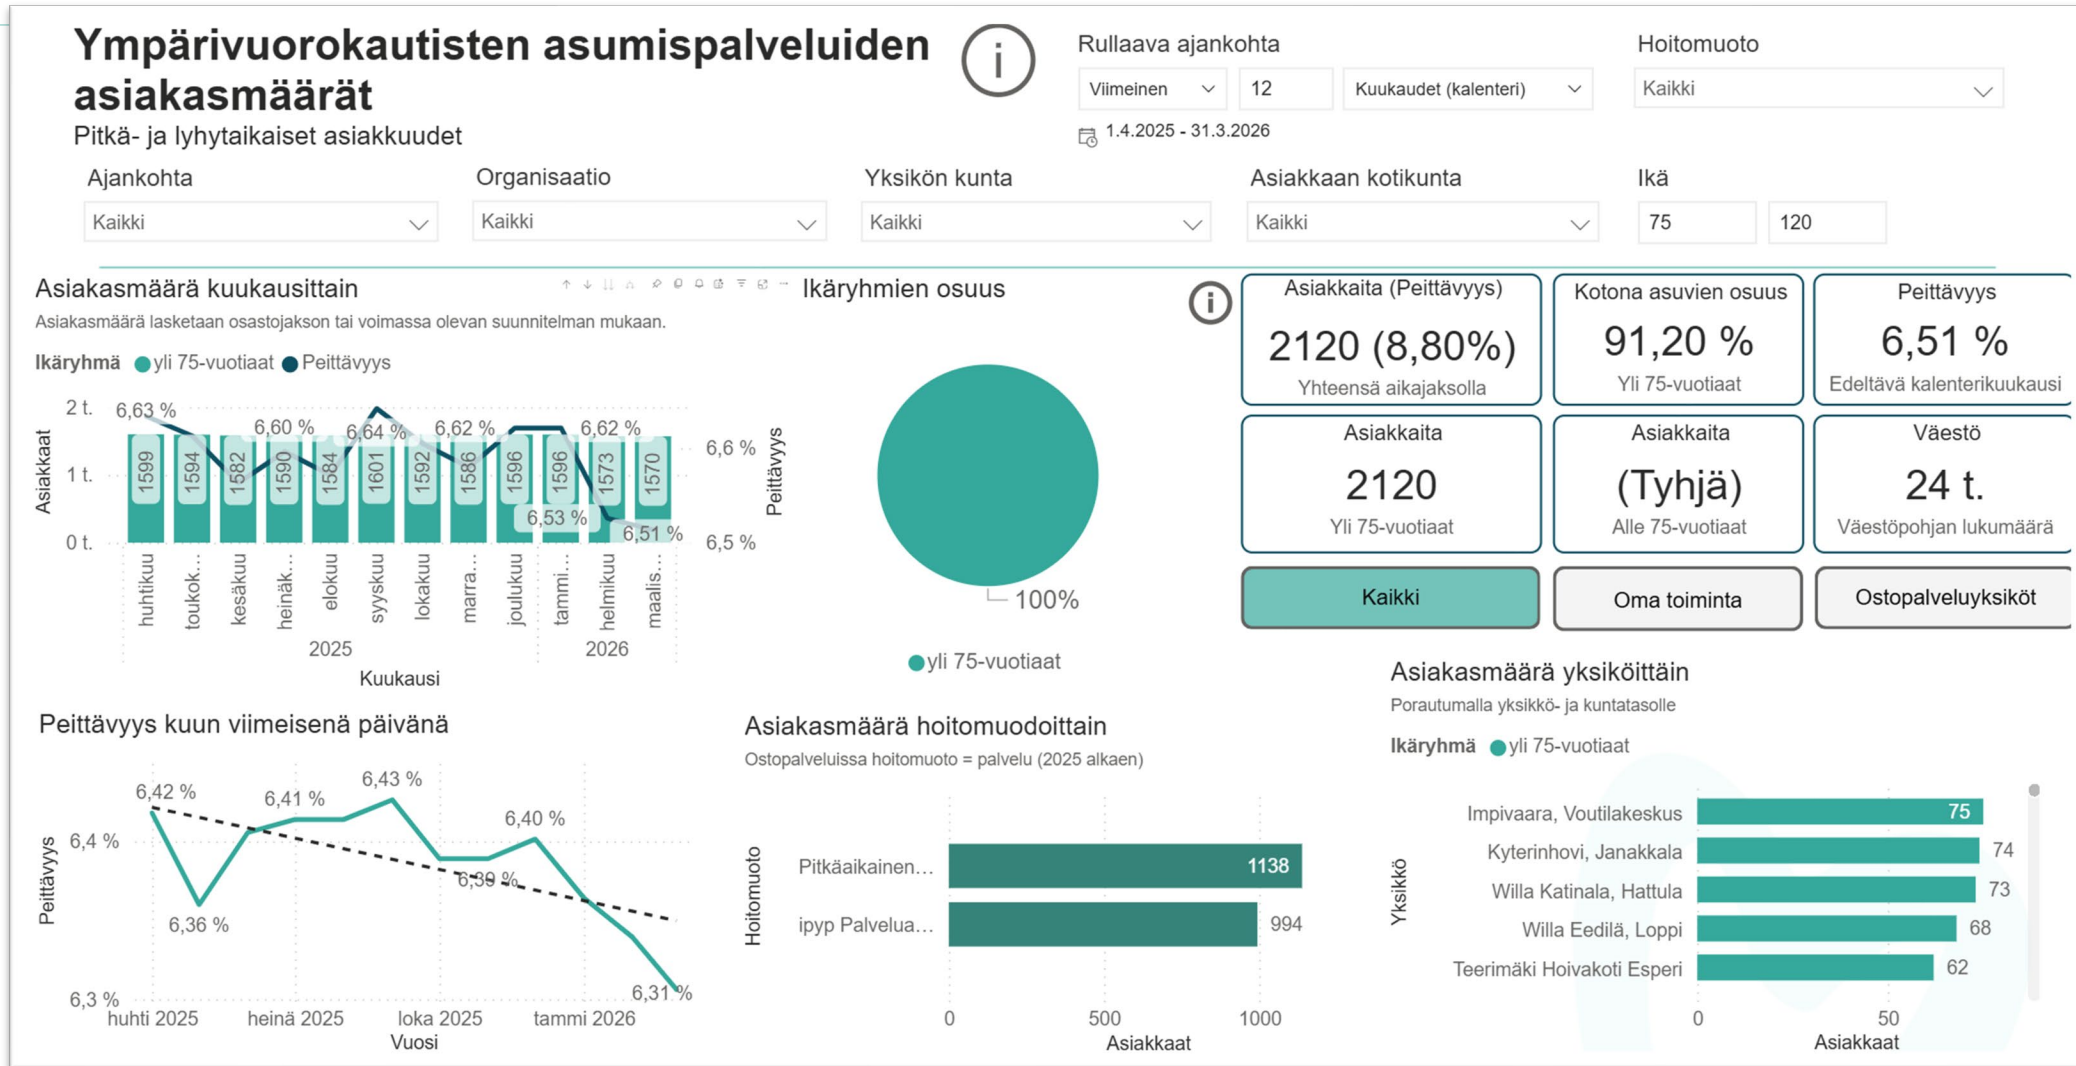 Ympärivuorokautisten asumispalveluiden
asiakasmäärät
Pitkä- ja lyhytaikaiset asiakkuudet
i
Rullaava ajankohta
Viimeinen
12
Kuukaudet (kalenteri)
1.4.2025 - 31.3.2026
Hoitomuoto
Kaikki
Ajankohta
Kaikki
Organisaatio
Kaikki
Yksikön kunta
Kaikki
Asiakkaan kotikunta
Kaikki
Ikä
75
120
Asiakasmäärä kuukausittain
Asiakasmäärä lasketaan osastojakson tai voimassa olevan suunnitelman mukaan.
Ikäryhmä yli 75-vuotiaat Peittävyys
Asiakkaat
2 t.
1 t.
0 t.
6,63 %
6,60 %
6,64 %
6,62 %
6,62 %
6,53 %
6,51 %
1599
1594
1582
1590
1584
1601
1592
1586
1596
1596
1573
1570
6,6 %
6,5 %
Peittävyys
huhtikuu
toukok...
kesäkuu
heinäk...
elokuu
syyskuu
lokakuu
marra...
joulukuu
tammi...
helmikuu
maalis...
2025
2026
Kuukausi
Ikäryhmien osuus
100%
yli 75-vuotiaat
i
Asiakkaita (Peittävyys)
2120 (8,80%)
Yhteensä aikajaksolla
Kotona asuvien osuus
91,20 %
Yli 75-vuotiaat
Peittävyys
6,51 %
Edeltävä kalenterikuukausi
Asiakkaita
2120
Yli 75-vuotiaat
Asiakkaita
(Tyhjä)
Alle 75-vuotiaat
Väestö
24 t.
Väestöpohjan lukumäärä
Kaikki
Oma toiminta
Ostopalveluyksiköt
Peittävyys kuun viimeisenä päivänä
Peittävyys
6,4 %
6,3 %
6,42 %
6,36 %
6,41 %
6,43 %
6,39 %
6,40 %
6,31 %
huhti 2025
heinä 2025
loka 2025
tammi 2026
Vuosi
Asiakasmäärä hoitomuodoittain
Ostopalveluissa hoitomuoto = palvelu (2025 alkaen)
Hoitomuoto
Pitkäaikainen... 1138
ipyp Palvelua... 994
0 500 1000
Asiakkaat
Asiakasmäärä yksiköittäin
Porautumalla yksikkö- ja kuntatasolle
Ikäryhmä yli 75-vuotiaat
Yksikkö
Impivaara, Voutilakeskus 75
Kyterinhovi, Janakkala 74
Willa Katinala, Hattula 73
Willa Eedilä, Loppi 68
Teerimäki Hoivakoti Esperi 62
0 50
Asiakkaat